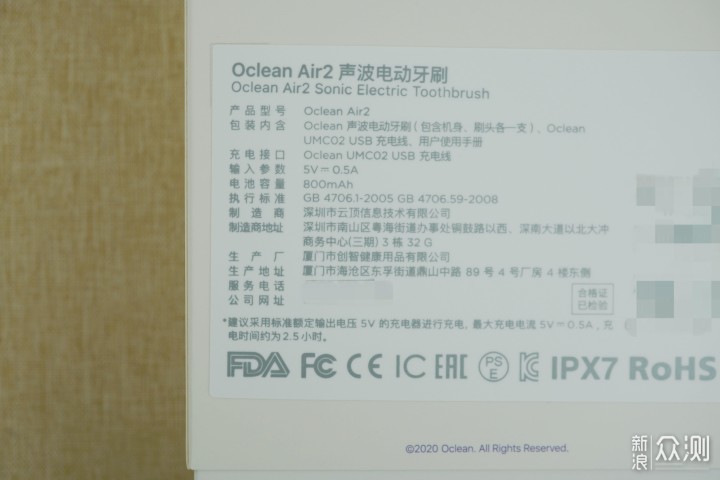 Oclean Air2 声波电动牙刷
Oclean Air2 Sonic Electric Toothbrush
产品型号 Oclean Air2
包装内含 Oclean 声波电动牙刷(包含机身、刷头各一支)、Oclean
UMC02 USB 充电线、用户使用手册
充电接口 Oclean UMC02 USB 充电线
输入参数 5V⎓0.5A
电池容量 800mAh
执行标准 GB 4706.1-2005 GB 4706.59-2008
制造商 深圳市云顶信息技术有限公司
制造商地址 深圳市南山区粤海街道办事处铜鼓路以西、深南大道以北大冲
商务中心(三期)3 栋 32 G
生产厂 厦门市创智健康用品有限公司
生产地址 厦门市海沧区东孚街道鼎山中路 89 号 4 号厂房 4 楼东侧
服务电话
公司网址
合格证
已检验
*建议采用标准额定输出电压 5V 的充电器进行充电,最大充电电流 5V⎓0.5A,充
电时间约为 2.5 小时。
FDA FC CE IC EAC PSE KC IPX7 RoHS
©2020 Oclean. All Rights Reserved.
新浪众测